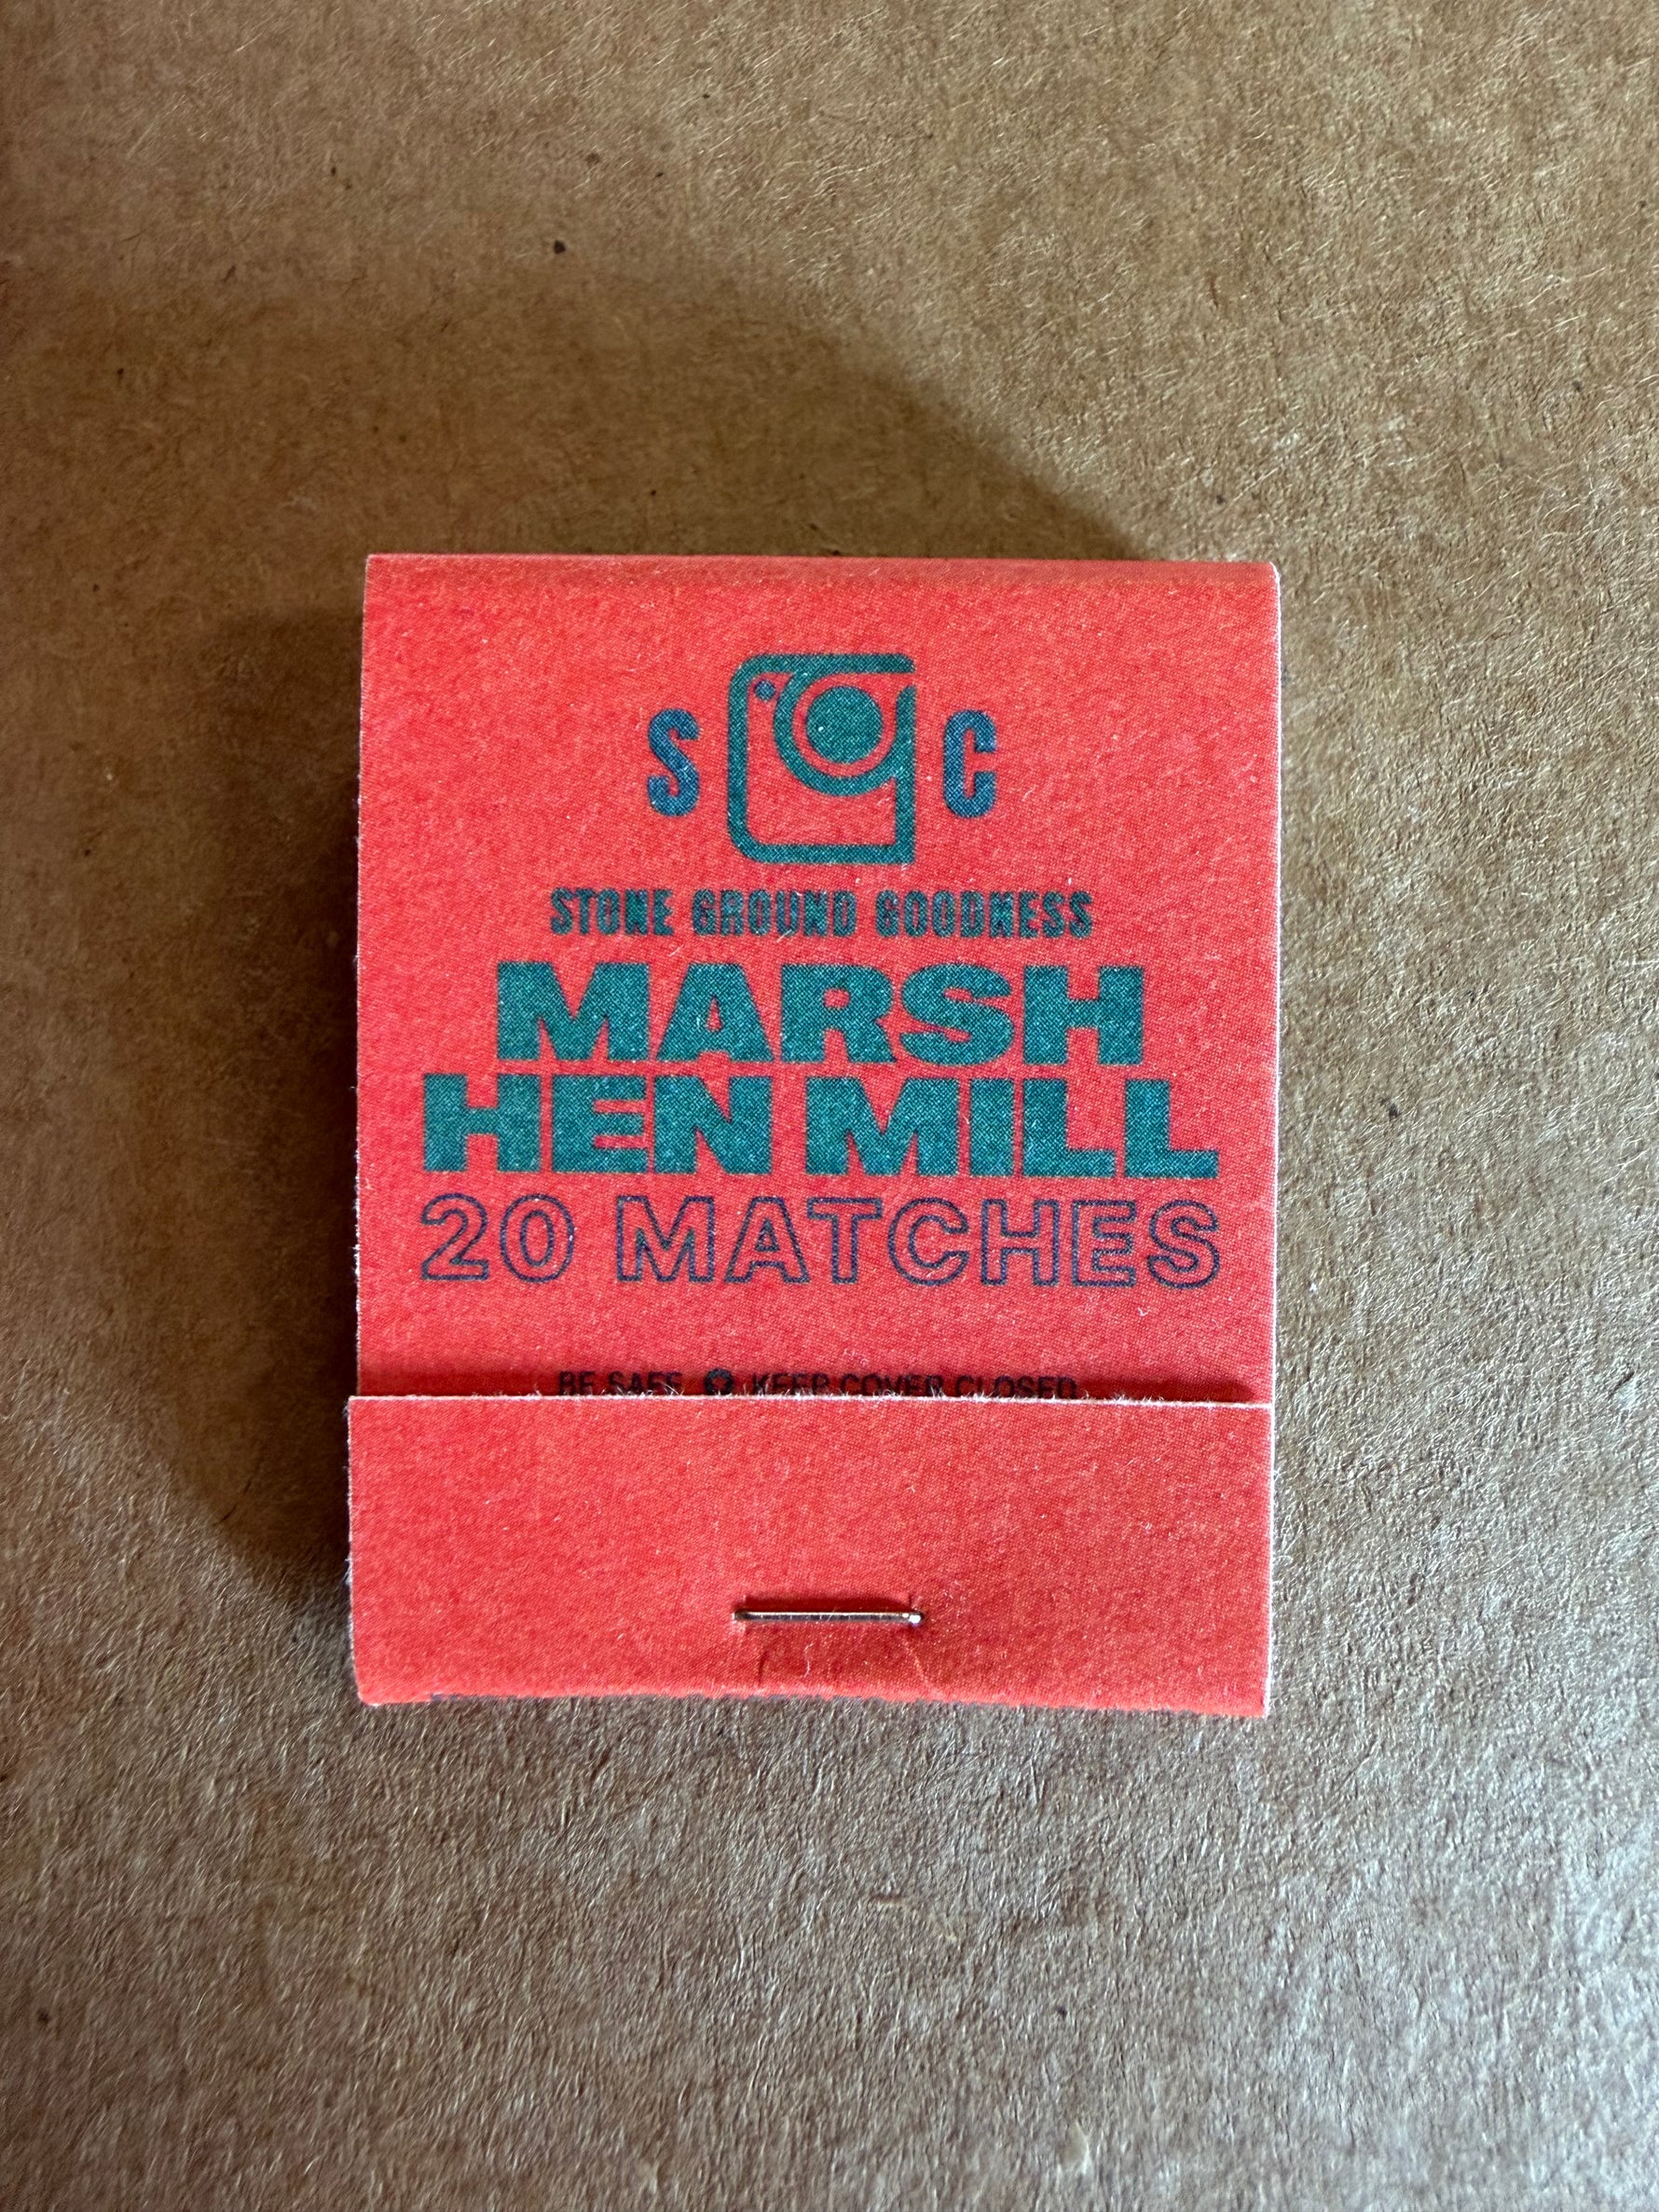 S C
STONE GROUND GOODNESS
MARSH
HEN MILL
20 MATCHES
BE SAFE KEEP COVER CLOSED